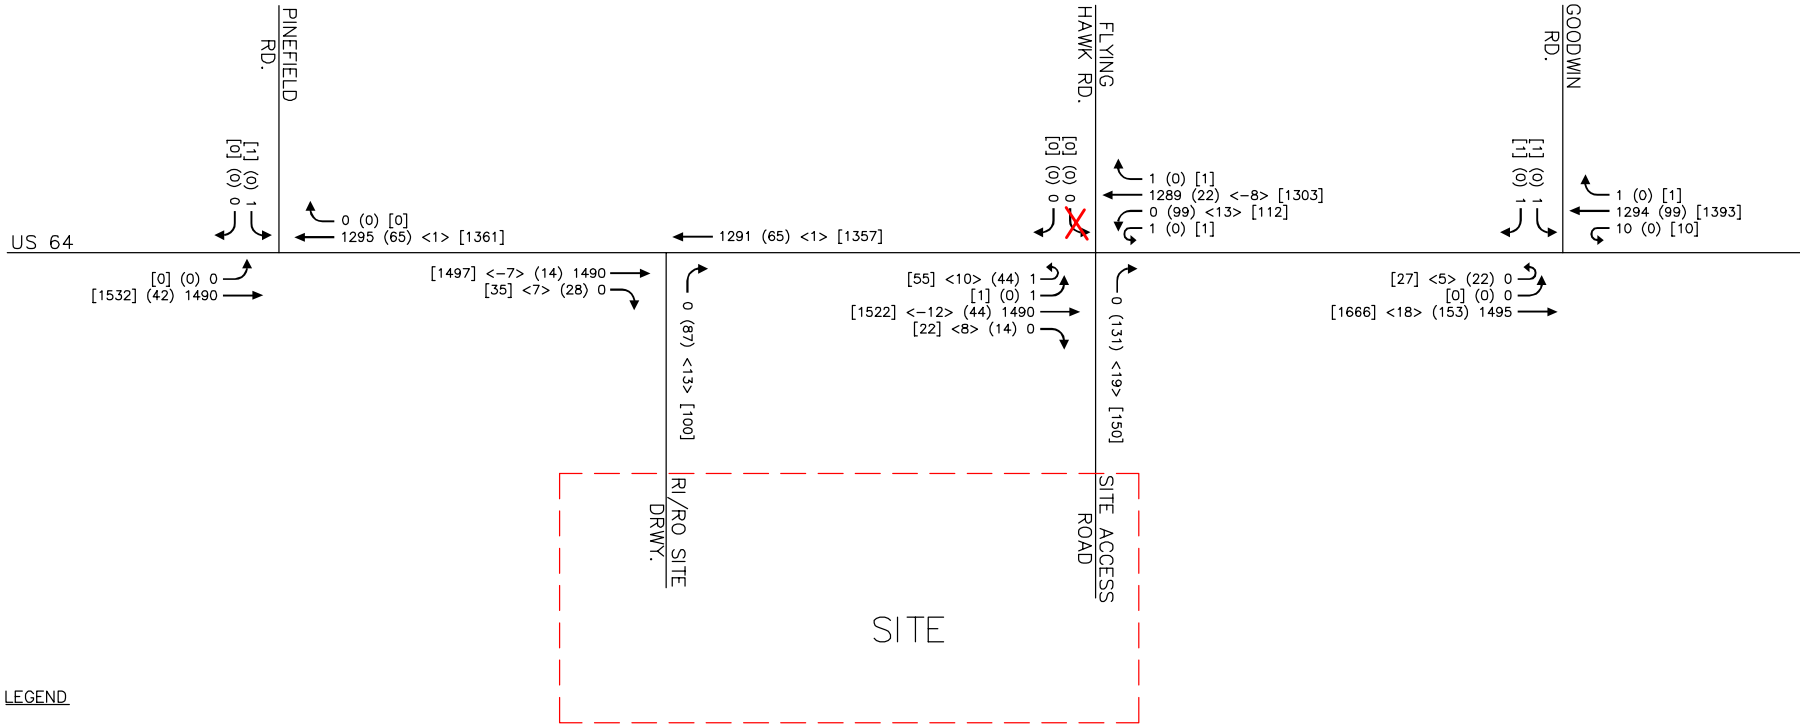 PINEFIELD
RD.
FLYING
HAWK RD.
GOODWIN
RD.
[0] (0) 0
[1] (0) 1
0 (0) [0]
1295 (65) <1> [1361]
1291 (65) <1> [1357]
[0] (0) 0
[0] (0) 0
1 (0) [1]
1289 (22) <-8> [1303]
0 (99) <13> [112]
1 (0) [1]
[1] (0) 1
[1] (0) 1
1 (0) [1]
1294 (99) [1393]
10 (0) [10]
US 64
[0] (0) 0
[1532] (42) 1490
[1497] <-7> (14) 1490
[35] <7> (28) 0
0 (87) <13> [100]
[55] <10> (44) 1
[1] (0) 1
[1522] <-12> (44) 1490
[22] <8> (14) 0
0 (131) <19> [150]
[27] <5> (22) 0
[0] (0) 0
[1666] <18> (153) 1495
RI/RO SITE
DRWY.
SITE ACCESS
ROAD
SITE
LEGEND